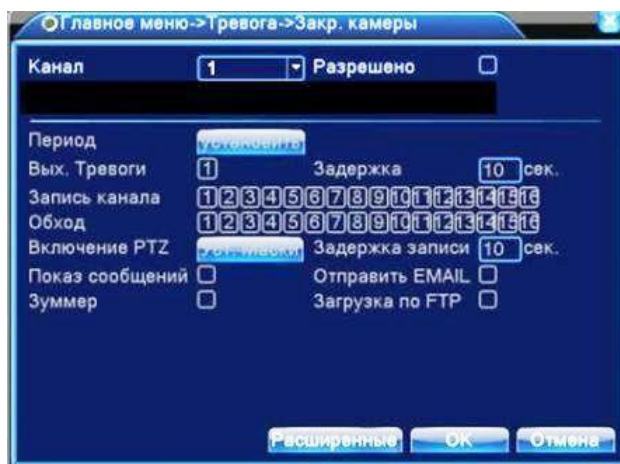 Главное меню->Тревога->Закр. камеры
Канал 1 Разрешено
Период Установить
Вых. Тревоги 1 Задержка 10 сек.
Запись канала 1 2 3 4 5 6 7 8 9 10 11 12 13 14 15 16
Обход 1 2 3 4 5 6 7 8 9 10 11 12 13 14 15 16
Включение PTZ Уст. маски Задержка записи 10 сек.
Показ сообщений Отправить EMAIL
Зуммер Загрузка по FTP
Расширенные OK Отмена